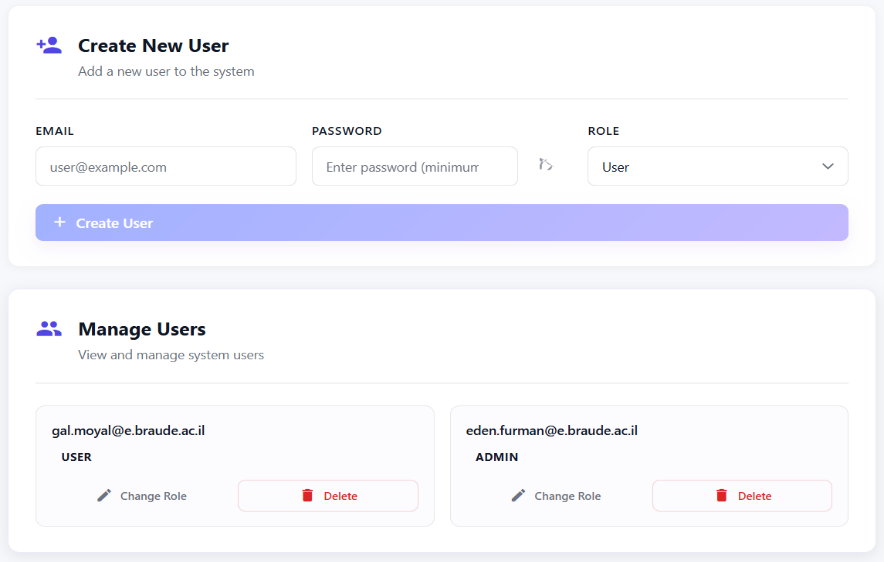 Create New User
Add a new user to the system
EMAIL PASSWORD ROLE
user@example.com Enter password (minimum User
+ Create User
Manage Users
View and manage system users
gal.moyal@e.braude.ac.il eden.furman@e.braude.ac.il
USER ADMIN
Change Role Delete Change Role Delete